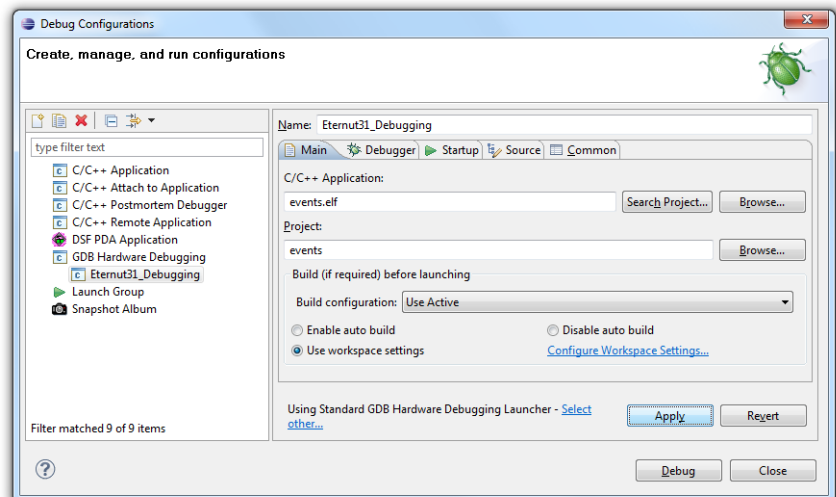 Debug Configurations
Create, manage, and run configurations
type filter text
C/C++ Application
C/C++ Attach to Application
C/C++ Postmortem Debugger
C/C++ Remote Application
DSF PDA Application
GDB Hardware Debugging
Eternut31_Debugging
Launch Group
Snapshot Album
Filter matched 9 of 9 items
Name: Eternut31_Debugging
Main Debugger Startup Source Common
C/C++ Application:
events.elf Search Project... Browse...
Project:
events Browse...
Build (if required) before launching
Build configuration: Use Active
Enable auto build Disable auto build
Use workspace settings Configure Workspace Settings...
Using Standard GDB Hardware Debugging Launcher - Select
other...
Apply Revert
Debug Close